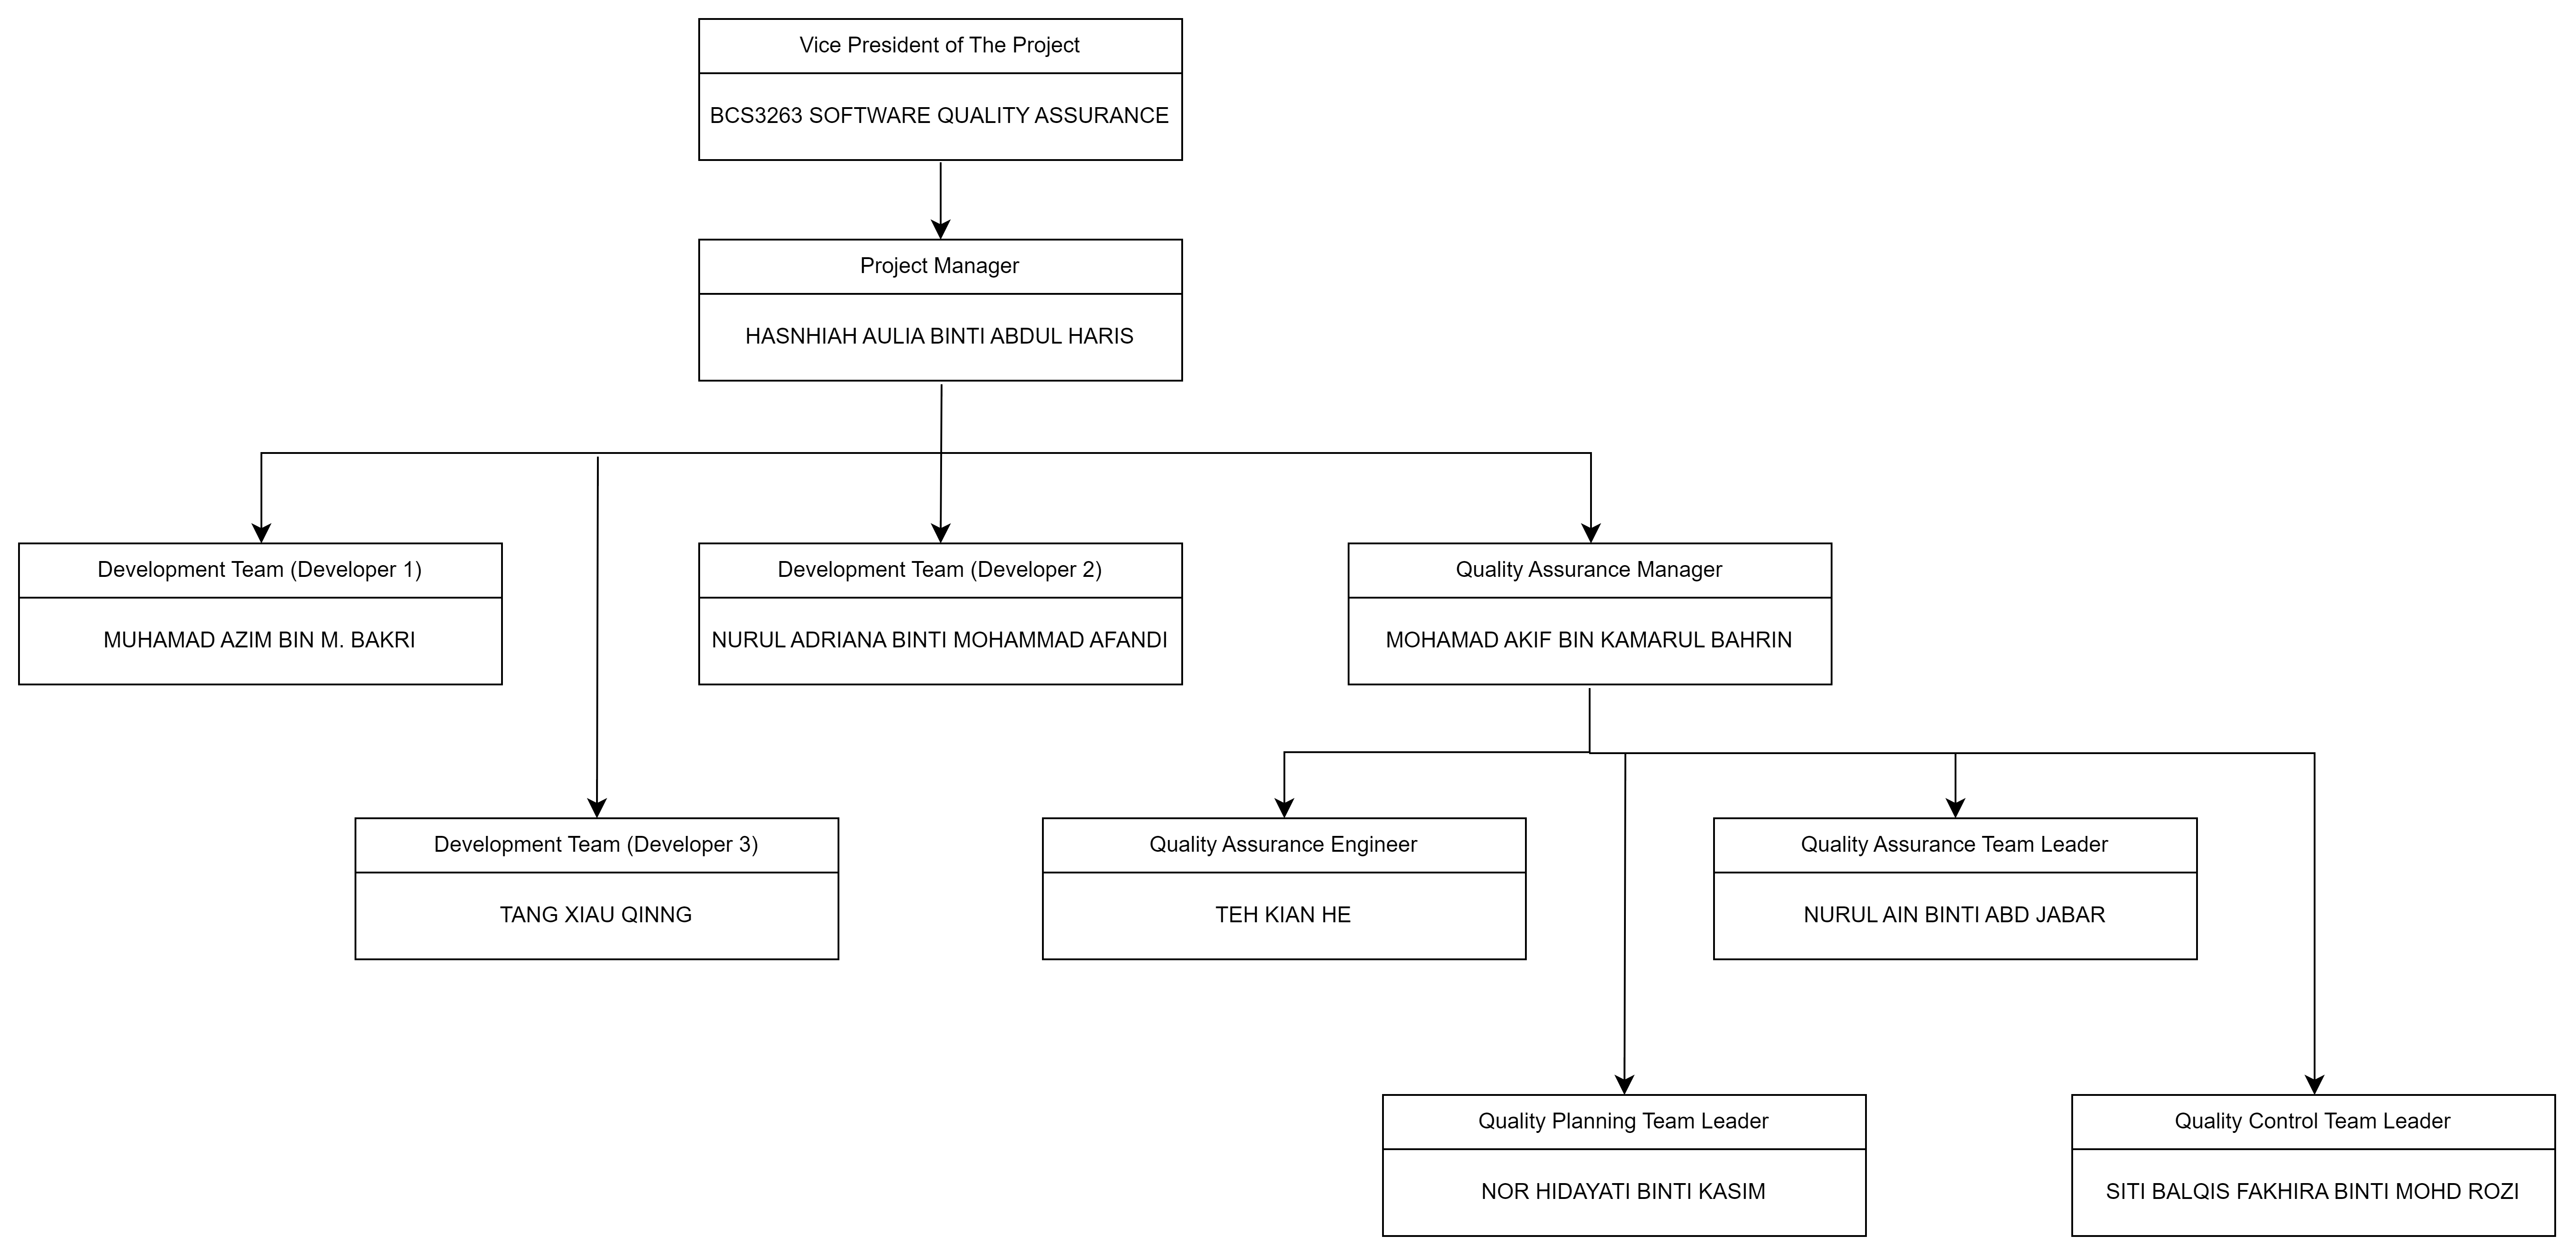 Vice President of The Project
BCS3263 SOFTWARE QUALITY ASSURANCE
Project Manager
HASNHIAH AULIA BINTI ABDUL HARIS
Development Team (Developer 1)
MUHAMAD AZIM BIN M. BAKRI
Development Team (Developer 2)
NURUL ADRIANA BINTI MOHAMMAD AFANDI
Quality Assurance Manager
MOHAMAD AKIF BIN KAMARUL BAHRIN
Development Team (Developer 3)
TANG XIAU QINNG
Quality Assurance Engineer
TEH KIAN HE
Quality Assurance Team Leader
NURUL AIN BINTI ABD JABAR
Quality Planning Team Leader
NOR HIDAYATI BINTI KASIM
Quality Control Team Leader
SITI BALQIS FAKHIRA BINTI MOHD ROZI